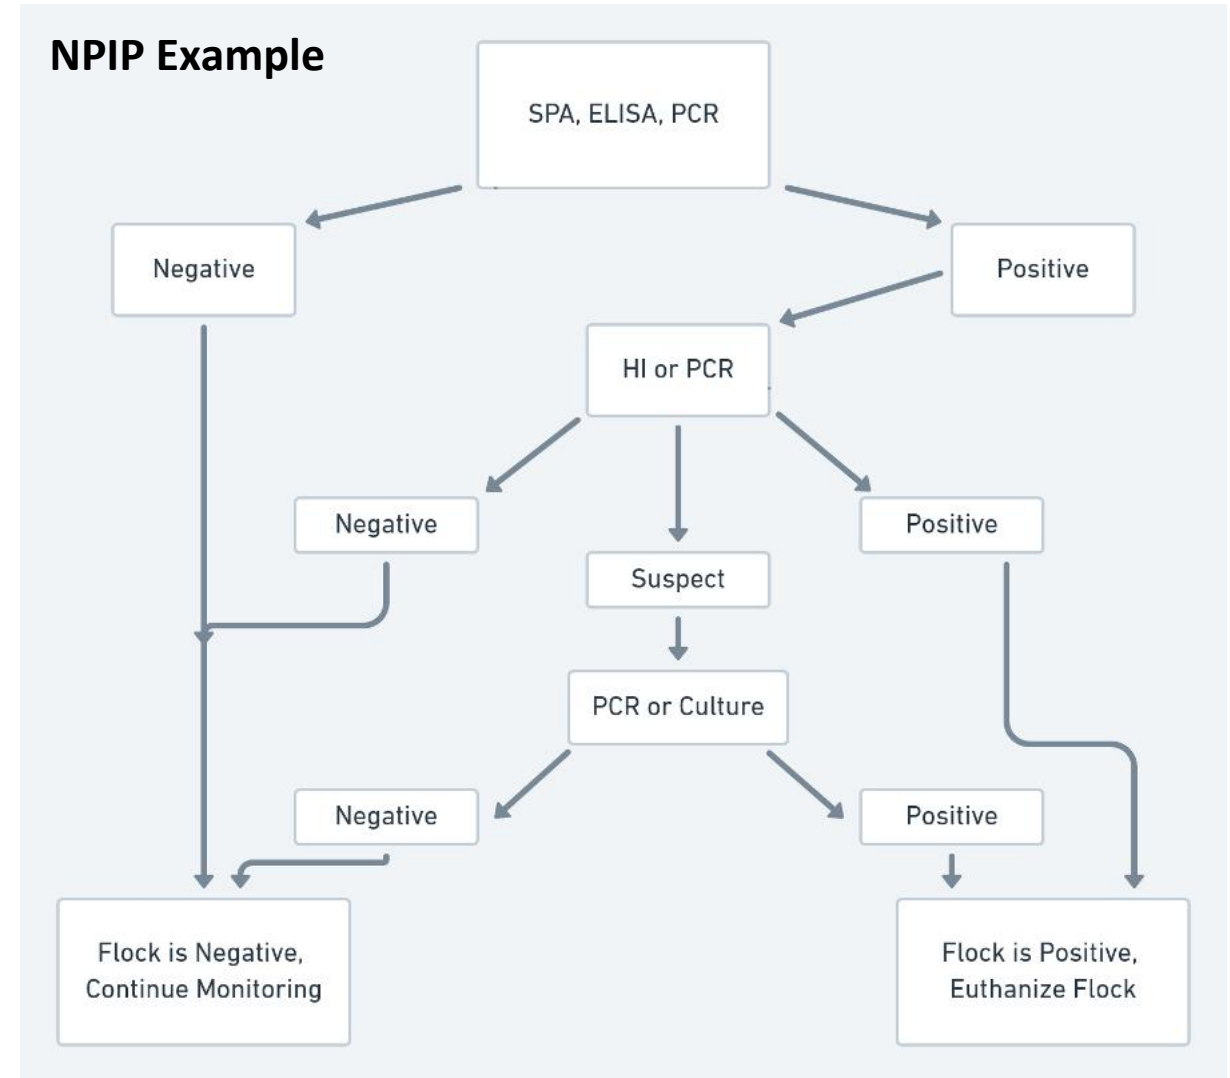 NPIP Example
SPA, ELISA, PCR
Negative
Positive
HI or PCR
Negative
Positive
Suspect
PCR or Culture
Negative
Positive
Flock is Negative,
Continue Monitoring
Flock is Positive,
Euthanize Flock